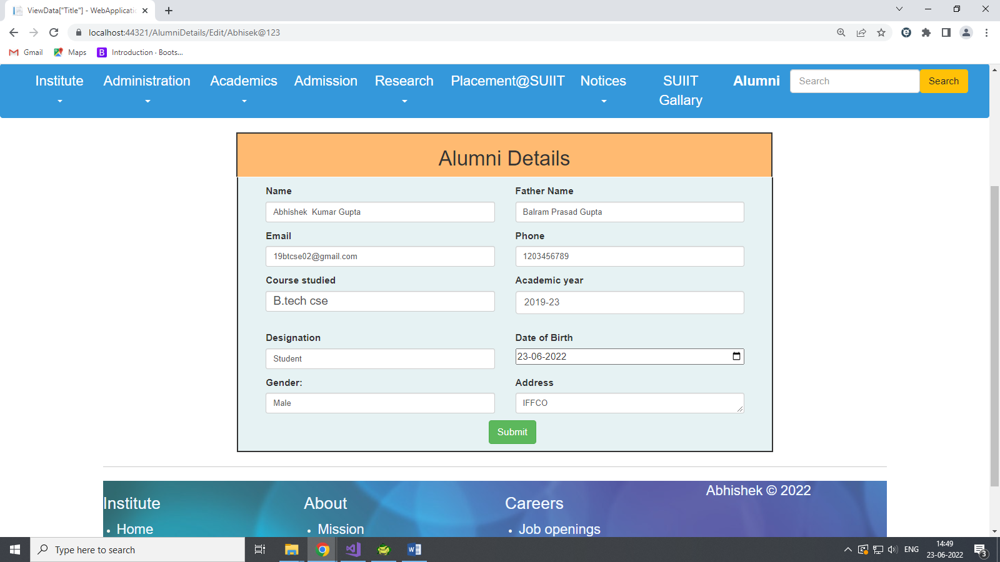 ViewData["Title"] - WebApplicatio
localhost:44321/AlumniDetails/Edit/Abhisek@123
Gmail Maps B Introduction · Boots...
Institute Administration Academics Admission Research Placement@SUIIT Notices SUIIT Alumni Search Search
Gallary
Alumni Details
Name Father Name
Abhishek  Kumar Gupta Balram Prasad Gupta
Email Phone
19btcse02@gmail.com 1203456789
Course studied Academic year
B.tech cse 2019-23
Designation Date of Birth
Student 23-06-2022
Gender: Address
Male IFFCO
Submit
Abhishek © 2022
Institute About Careers
• Home • Mission • Job openings
Type here to search W ENG 14:49
23-06-2022 3